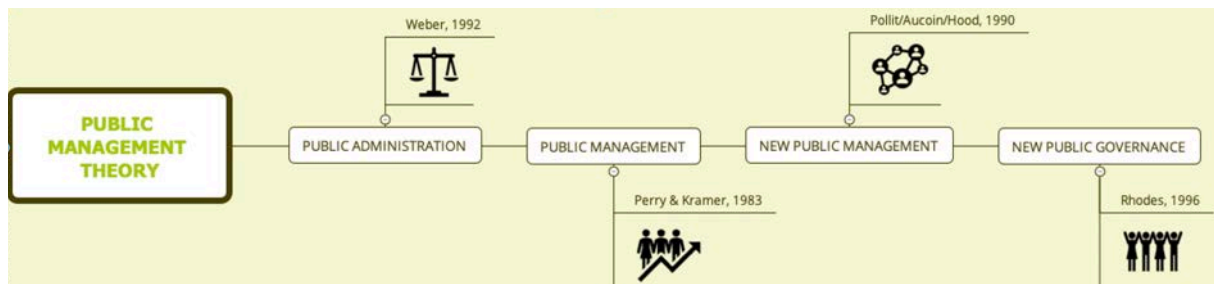 Weber, 1992
Pollit/Aucoin/Hood, 1990
PUBLIC
MANAGEMENT
THEORY
PUBLIC ADMINISTRATION
PUBLIC MANAGEMENT
NEW PUBLIC MANAGEMENT
NEW PUBLIC GOVERNANCE
Perry & Kramer, 1983
Rhodes, 1996